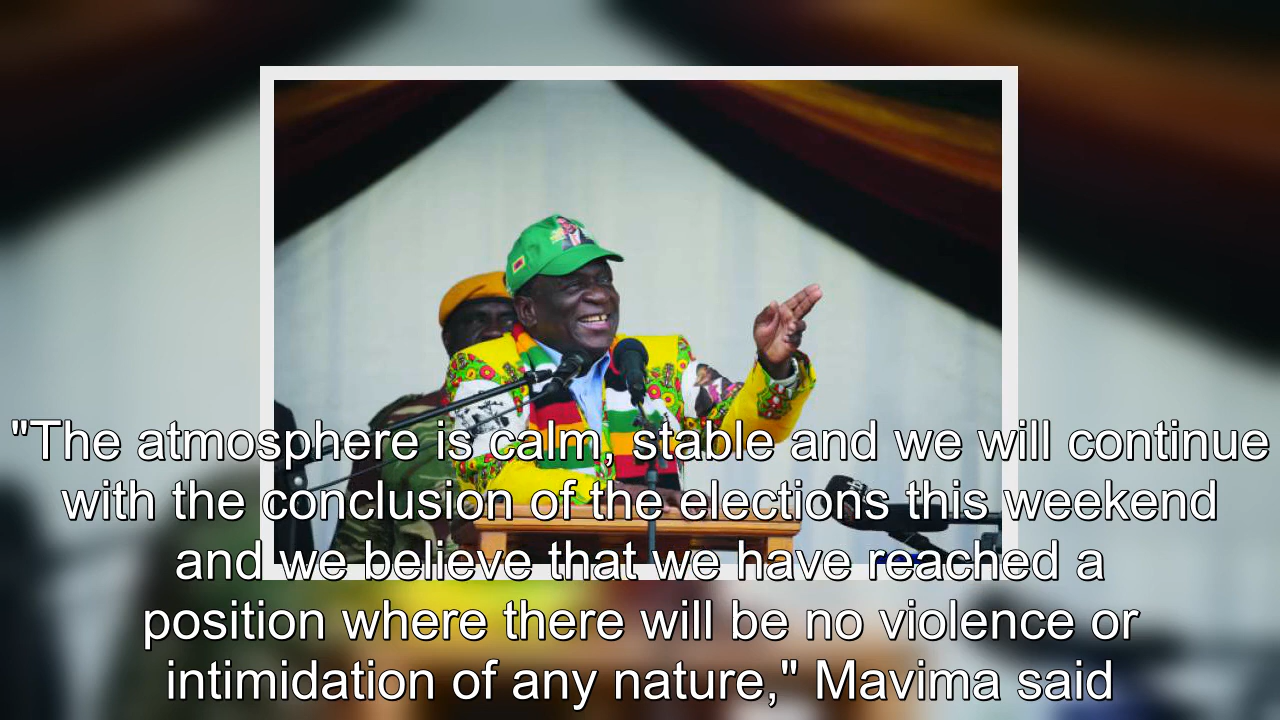 "The atmosphere is calm, stable and we will continue
with the conclusion of the elections this weekend
and we believe that we have reached a
position where there will be no violence or
intimidation of any nature," Mavima said